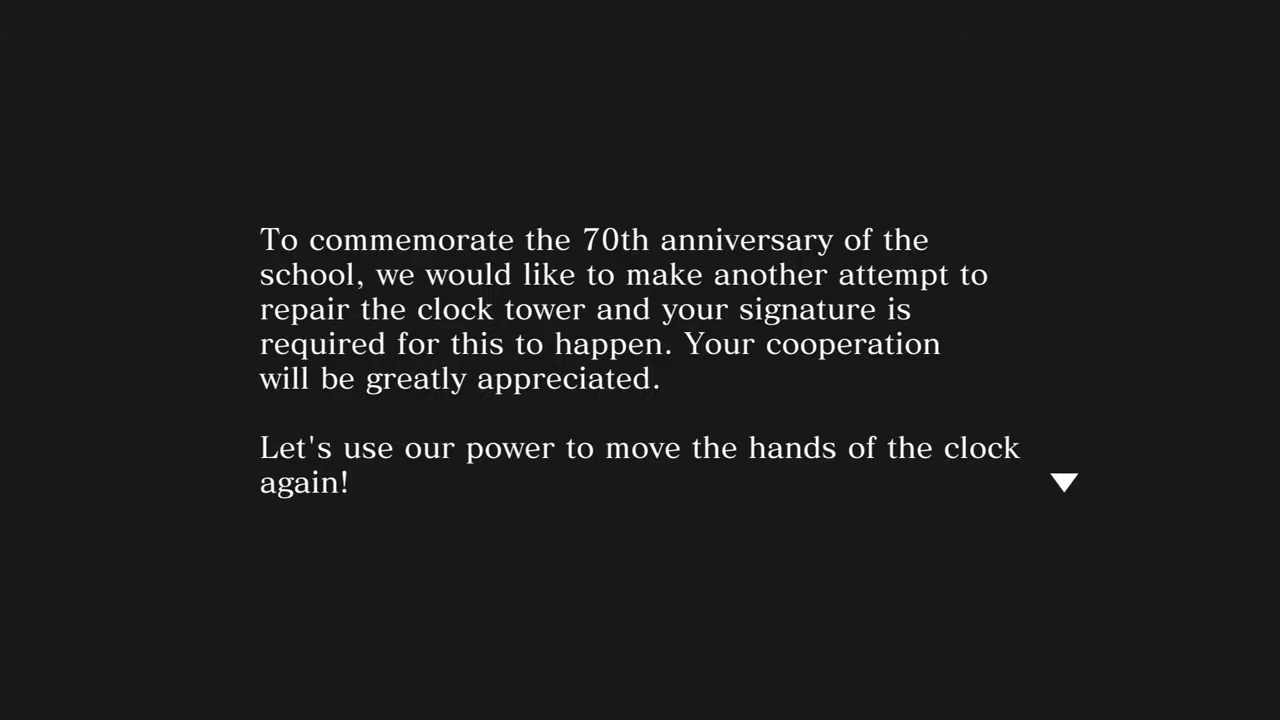 To commemorate the 70th anniversary of the
school, we would like to make another attempt to
repair the clock tower and your signature is
required for this to happen. Your cooperation
will be greatly appreciated.
Let's use our power to move the hands of the clock
again!